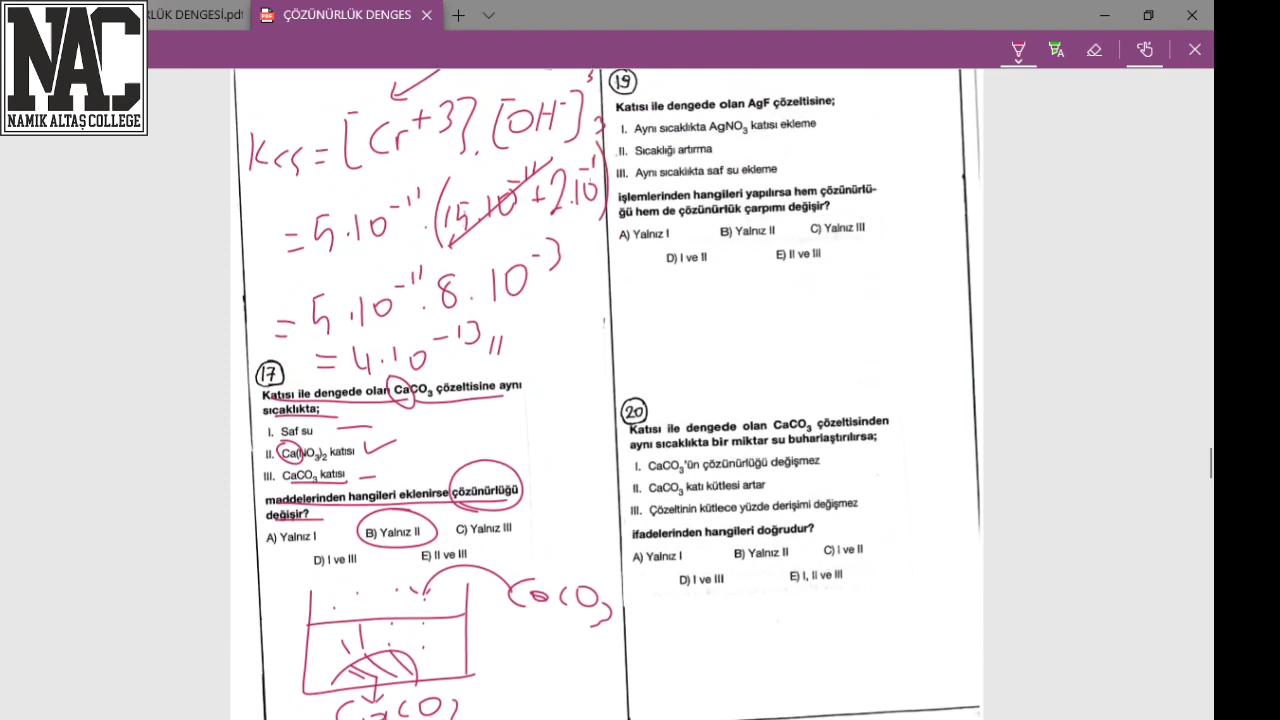 RLÜK DENGESİ.pdf
ÇÖZÜNÜRLÜK DENGES
NAC
NAMIK ALTAŞ COLLEGE
Kçç = [Cr+3].[OH-]3
= 5.10-11.(15.10-11+2.10-1)3
= 5.10-11.8.10-3
= 4.10-13 //
17
Katısı ile dengede olan CaCO3 çözeltisine aynı
sıcaklıkta;
I. Saf su
II. Ca(NO3)2 katısı
III. CaCO3 katısı
maddelerinden hangileri eklenirse çözünürlüğü
değişir?
A) Yalnız I
B) Yalnız II
C) Yalnız III
D) I ve III
E) II ve III
CaCO3
CaCO3
19
Katısı ile dengede olan AgF çözeltisine;
I. Aynı sıcaklıkta AgNO3 katısı ekleme
II. Sıcaklığı artırma
III. Aynı sıcaklıkta saf su ekleme
işlemlerinden hangileri yapılırsa hem çözünürlü-
ğü hem de çözünürlük çarpımı değişir?
A) Yalnız I
B) Yalnız II
C) Yalnız III
D) I ve II
E) II ve III
20
Katısı ile dengede olan CaCO3 çözeltisinden
aynı sıcaklıkta bir miktar su buharlaştırılırsa;
I. CaCO3'ün çözünürlüğü değişmez
II. CaCO3 katı kütlesi artar
III. Çözeltinin kütlece yüzde derişimi değişmez
ifadelerinden hangileri doğrudur?
A) Yalnız I
B) Yalnız II
C) I ve II
D) I ve III
E) I, II ve III